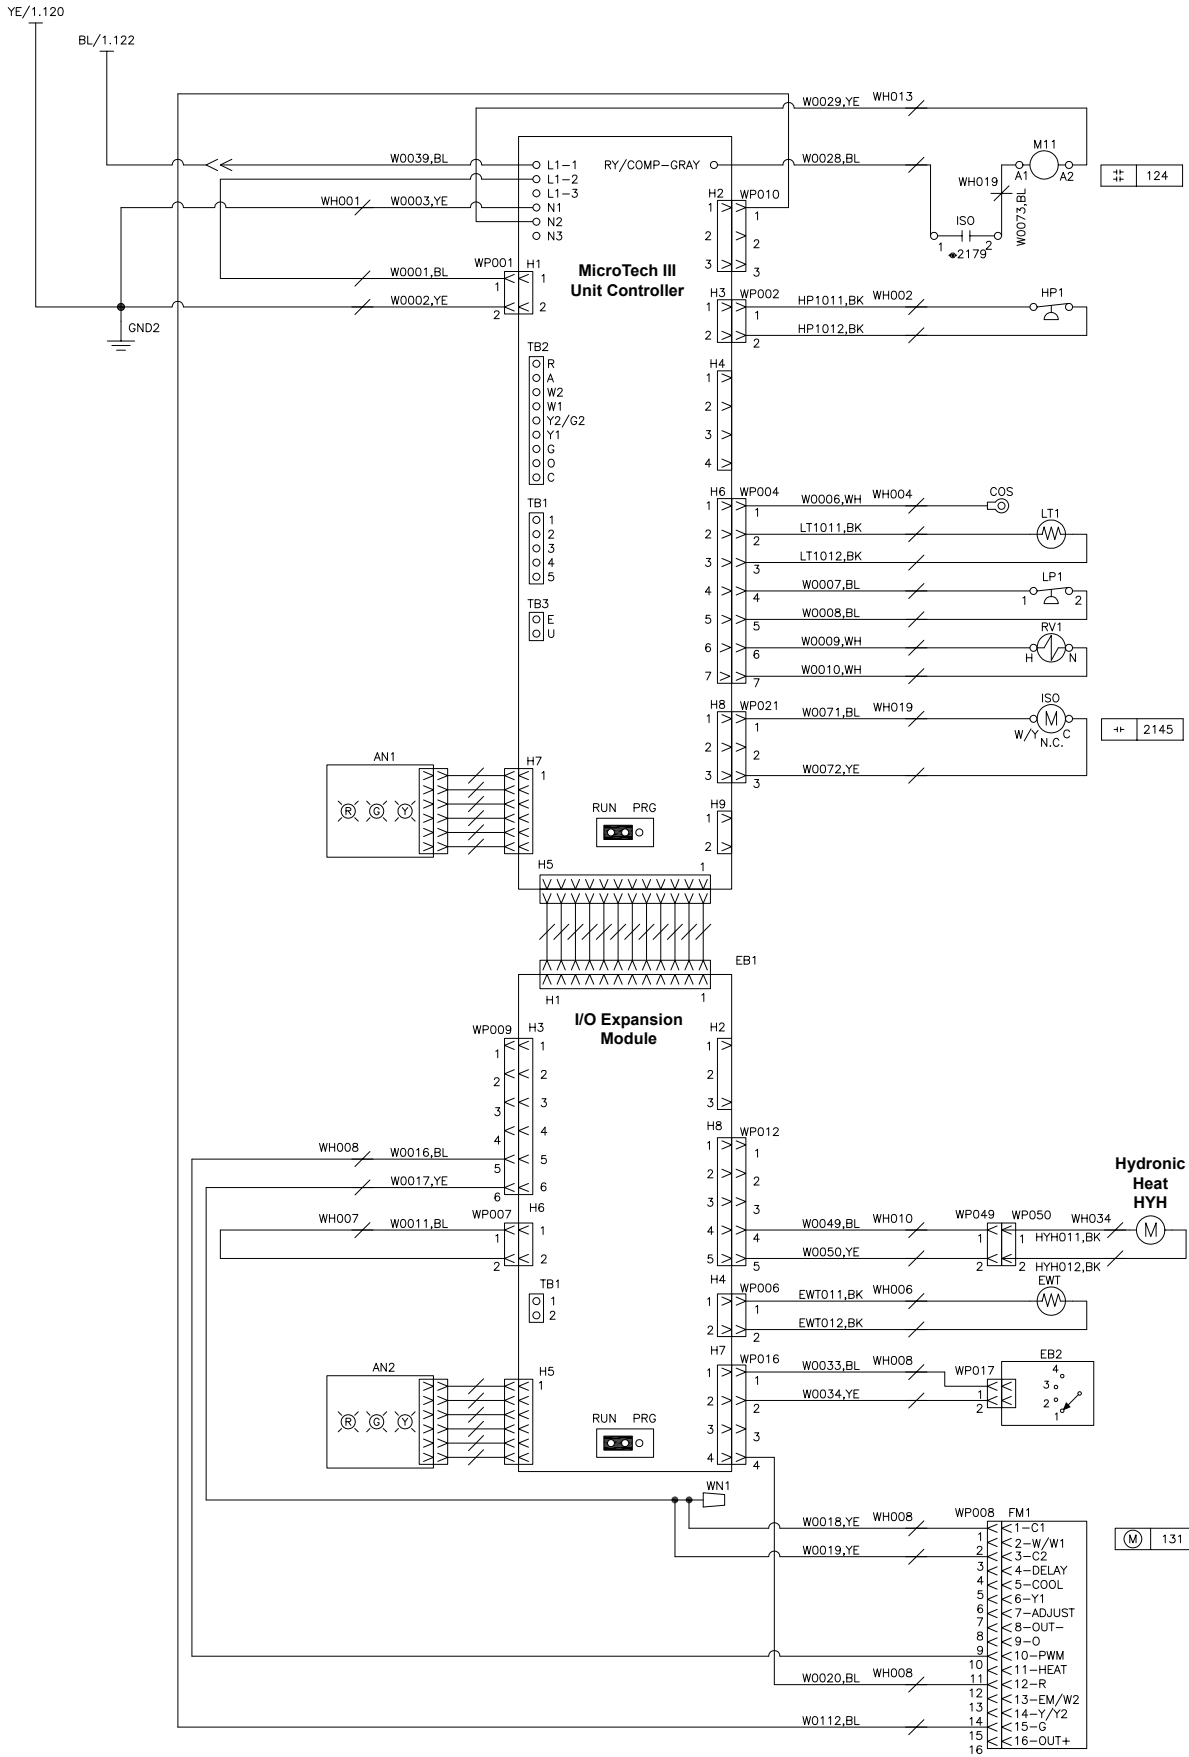 YE/1.120
BL/1.122
W0029,YE WH013
W0039,BL
L1-1
L1-2
L1-3
N1
N2
N3
RY/COMP-GRAY
W0028,BL
M11
A1 A2
124
WH019
W0073,BL
ISO
1 2
2179
WH001 W0003,YE
H2 WP010
1 1
2 2
3 3
WP001 H1
W0001,BL
1 1
W0002,YE
2 2
GND2
MicroTech III
Unit Controller
H3 WP002
1 1
2 2
HP1011,BK WH002
HP1012,BK
HP1
TB2
R
A
W2
W1
Y2/G2
Y1
G
O
C
H4
1
2
3
4
TB1
1
2
3
4
5
TB3
E
U
H6 WP004
1 1
2 2
3 3
4 4
5 5
6 6
7 7
W0006,WH WH004
COS
LT1011,BK
LT1
LT1012,BK
W0007,BL
LP1
1 2
W0008,BL
W0009,WH
RV1
H N
W0010,WH
H8 WP021
1 1
2 2
3 3
W0071,BL WH019
ISO
M
W/Y N.C. C
2145
W0072,YE
AN1
R G Y
H7
1
RUN PRG
H9
1
2
H5 1
EB1
H1 1
I/O Expansion
Module
WP009 H3
1 1
2 2
3 3
4 4
5 5
6 6
H2
1
2
3
WH008 W0016,BL
W0017,YE
WH007 W0011,BL
WP007 H6
1 1
2 2
H8 WP012
1 1
2 2
3 3
4 4
5 5
Hydronic
Heat
HYH
W0049,BL WH010 WP049 WP050 WH034
M
1 1
HYH011,BK
W0050,YE
2 2
HYH012,BK
TB1
1
2
H4 WP006
1 1
2 2
EWT011,BK WH006
EWT
EWT012,BK
H7 WP016
1 1
2 2
3 3
4 4
W0033,BL WH008
W0034,YE
WP017
1
2
EB2
4
3
2
1
AN2
R G Y
H5
1
RUN PRG
WN1
WP008 FM1
W0018,YE WH008
W0019,YE
1 1-C1
2 2-W/W1
3 3-C2
4 4-DELAY
5 5-COOL
6 6-Y1
7 7-ADJUST
8 8-OUT-
9 9-O
10 10-PWM
11 11-HEAT
12 12-R
13 13-EM/W2
14 14-Y/Y2
15 15-G
16 16-OUT+
M 131
W0020,BL WH008
W0112,BL